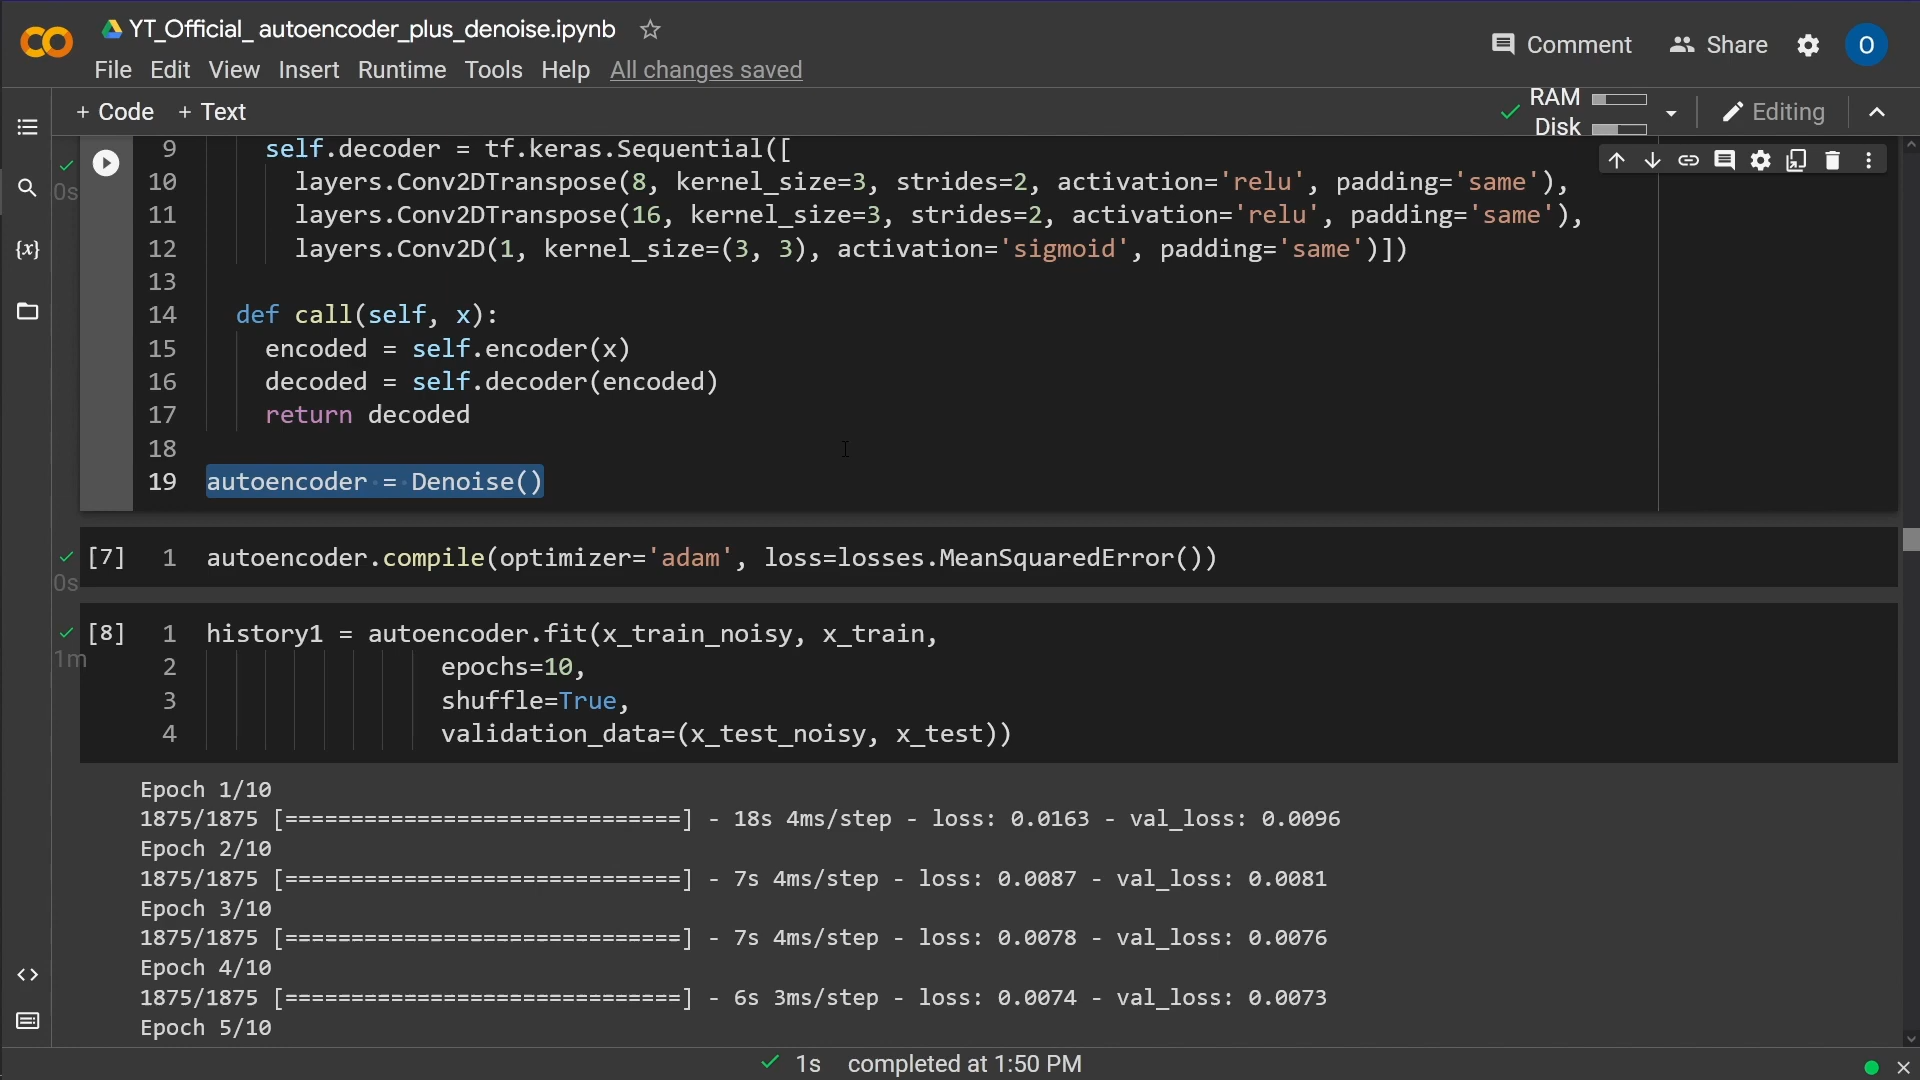 YT_Official_ autoencoder_plus_denoise.ipynb
Comment Share O
File Edit View Insert Runtime Tools Help All changes saved
+ Code + Text
RAM
Disk
Editing
9 self.decoder = tf.keras.Sequential([
0s
10 layers.Conv2DTranspose(8, kernel_size=3, strides=2, activation='relu', padding='same'),
11 layers.Conv2DTranspose(16, kernel_size=3, strides=2, activation='relu', padding='same'),
12 layers.Conv2D(1, kernel_size=(3, 3), activation='sigmoid', padding='same')])
{x}
13
14 def call(self, x):
15 encoded = self.encoder(x)
16 decoded = self.decoder(encoded)
17 return decoded
18
19 autoencoder = Denoise()
[7] 1 autoencoder.compile(optimizer='adam', loss=losses.MeanSquaredError())
0s
[8] 1 history1 = autoencoder.fit(x_train_noisy, x_train,
1m
2 epochs=10,
3 shuffle=True,
4 validation_data=(x_test_noisy, x_test))
Epoch 1/10
1875/1875 [==============================] - 18s 4ms/step - loss: 0.0163 - val_loss: 0.0096
Epoch 2/10
1875/1875 [==============================] - 7s 4ms/step - loss: 0.0087 - val_loss: 0.0081
Epoch 3/10
1875/1875 [==============================] - 7s 4ms/step - loss: 0.0078 - val_loss: 0.0076
Epoch 4/10
1875/1875 [==============================] - 6s 3ms/step - loss: 0.0074 - val_loss: 0.0073
Epoch 5/10
1s completed at 1:50 PM